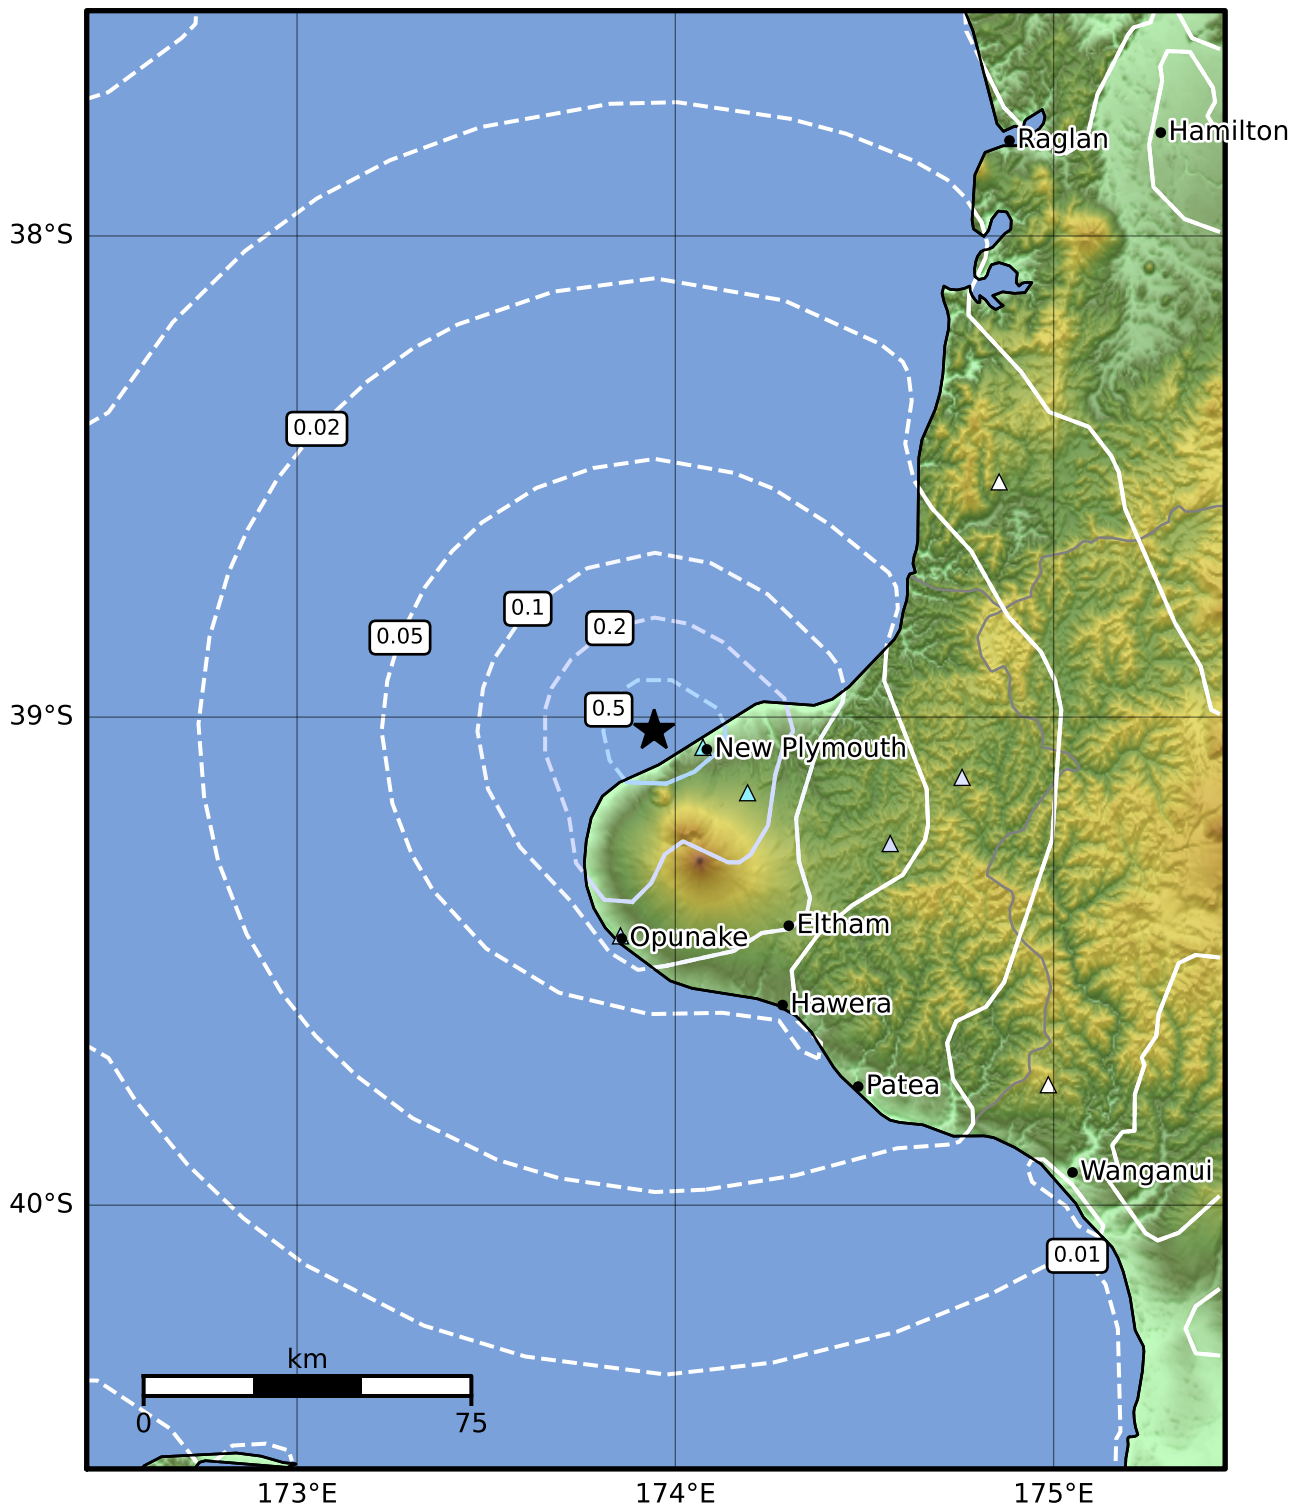 Raglan
Hamilton
38°S
0.02
0.1
0.2
0.05
0.5
39°S
New Plymouth
Eltham
Opunake
Hawera
Patea
Wanganui
40°S
0.01
km
0 75
173°E 174°E 175°E